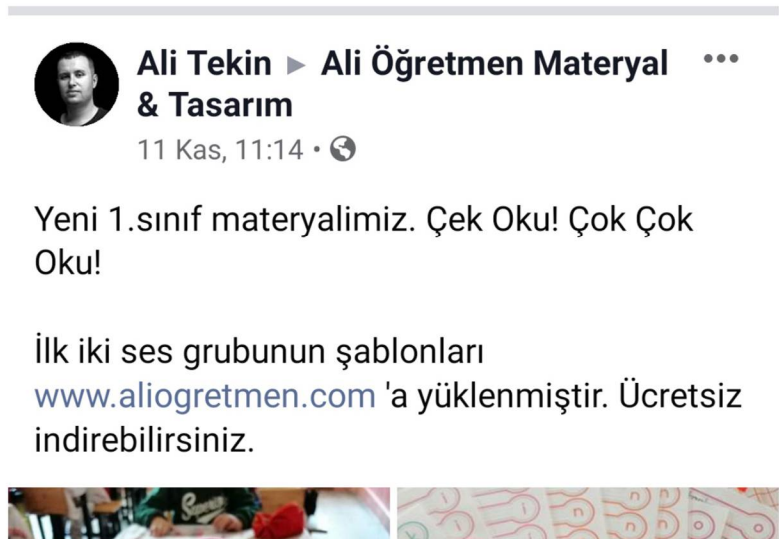 Ali Tekin ▸ Ali Öğretmen Materyal
& Tasarım
11 Kas, 11:14 •
Yeni 1.sınıf materyalimiz. Çek Oku! Çok Çok
Oku!
İlk iki ses grubunun şablonları
www.aliogretmen.com 'a yüklenmiştir. Ücretsiz
indirebilirsiniz.